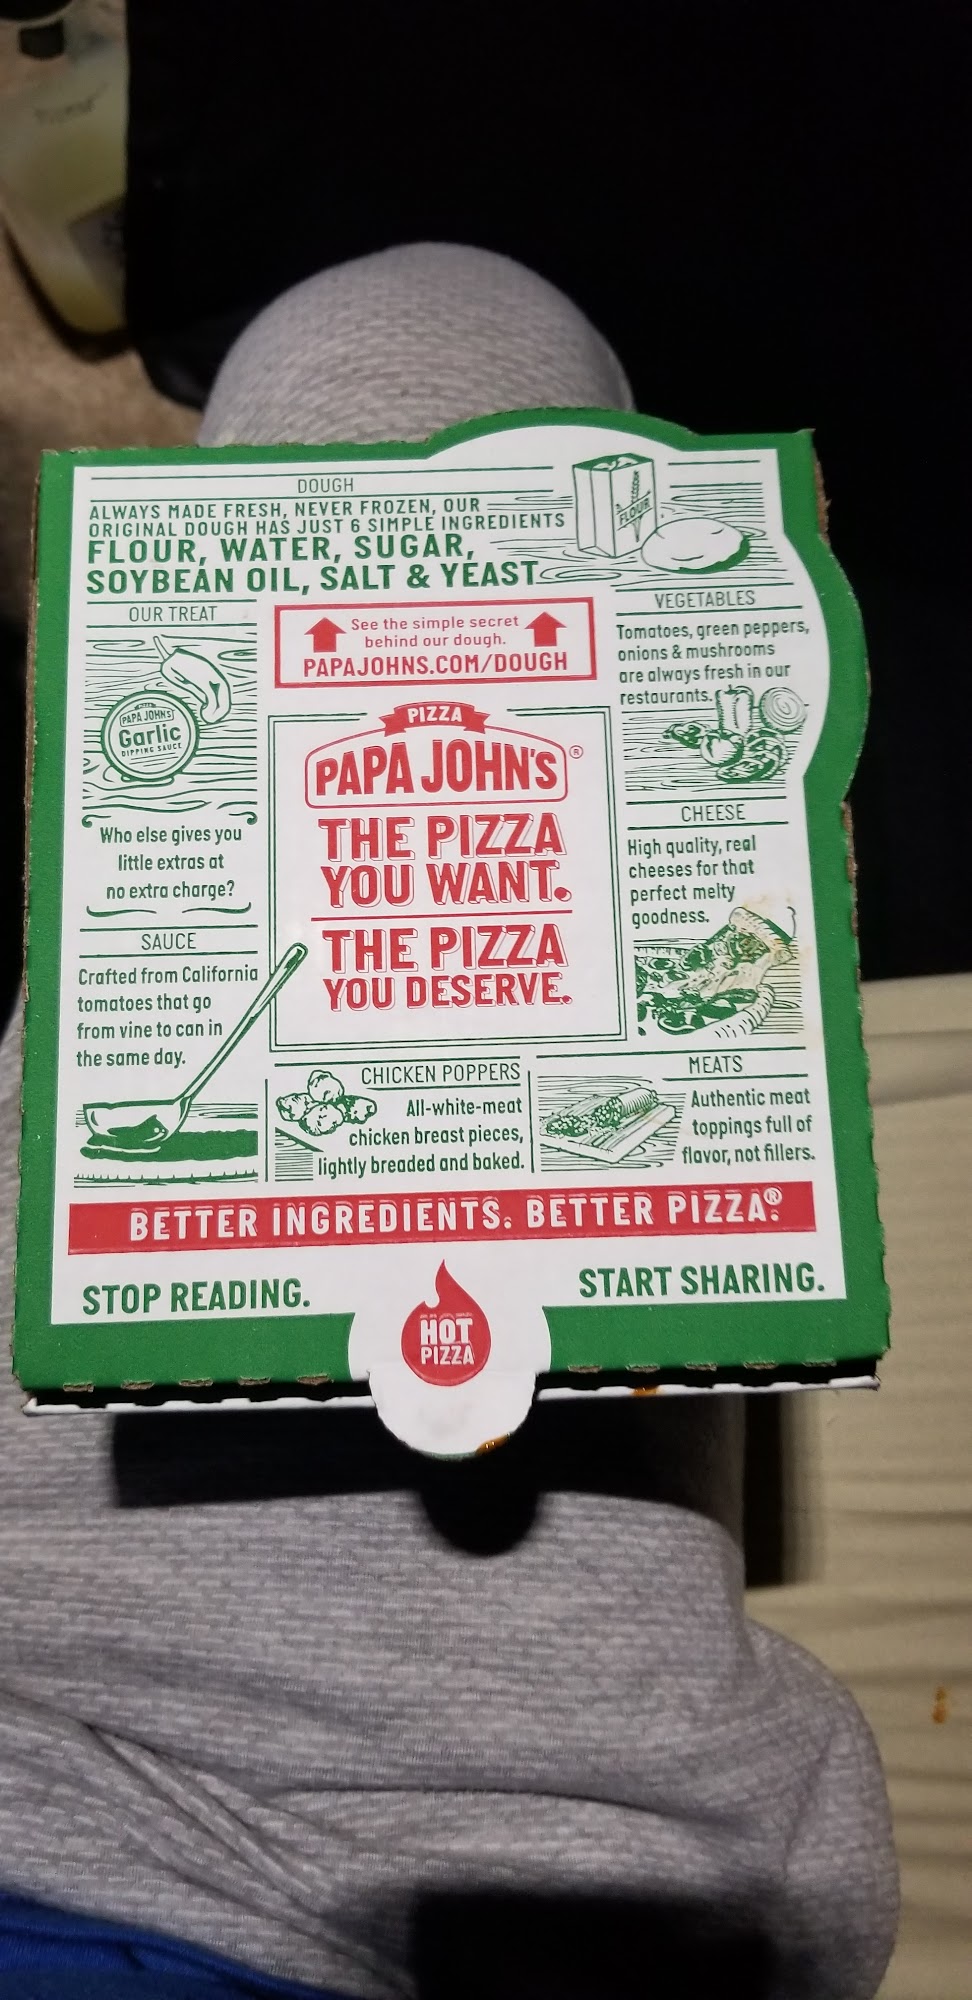 DOUGH
ALWAYS MADE FRESH, NEVER FROZEN, OUR
ORIGINAL DOUGH HAS JUST 6 SIMPLE INGREDIENTS
FLOUR, WATER, SUGAR,
SOYBEAN OIL, SALT & YEAST
FLOUR
OUR TREAT
PIZZA
PAPA JOHN'S
Garlic
DIPPING SAUCE
Who else gives you
little extras at
no extra charge?
SAUCE
Crafted from California
tomatoes that go
from vine to can in
the same day.
See the simple secret
behind our dough.
PAPAJOHNS.COM/DOUGH
PIZZA
PAPA JOHN'S®
THE PIZZA
YOU WANT.
THE PIZZA
YOU DESERVE.
VEGETABLES
Tomatoes, green peppers,
onions & mushrooms
are always fresh in our
restaurants.
CHEESE
High quality, real
cheeses for that
perfect melty
goodness.
CHICKEN POPPERS
All-white-meat
chicken breast pieces,
lightly breaded and baked.
MEATS
Authentic meat
toppings full of
flavor, not fillers.
BETTER INGREDIENTS. BETTER PIZZA.®
STOP READING.
START SHARING.
HOT
PIZZA